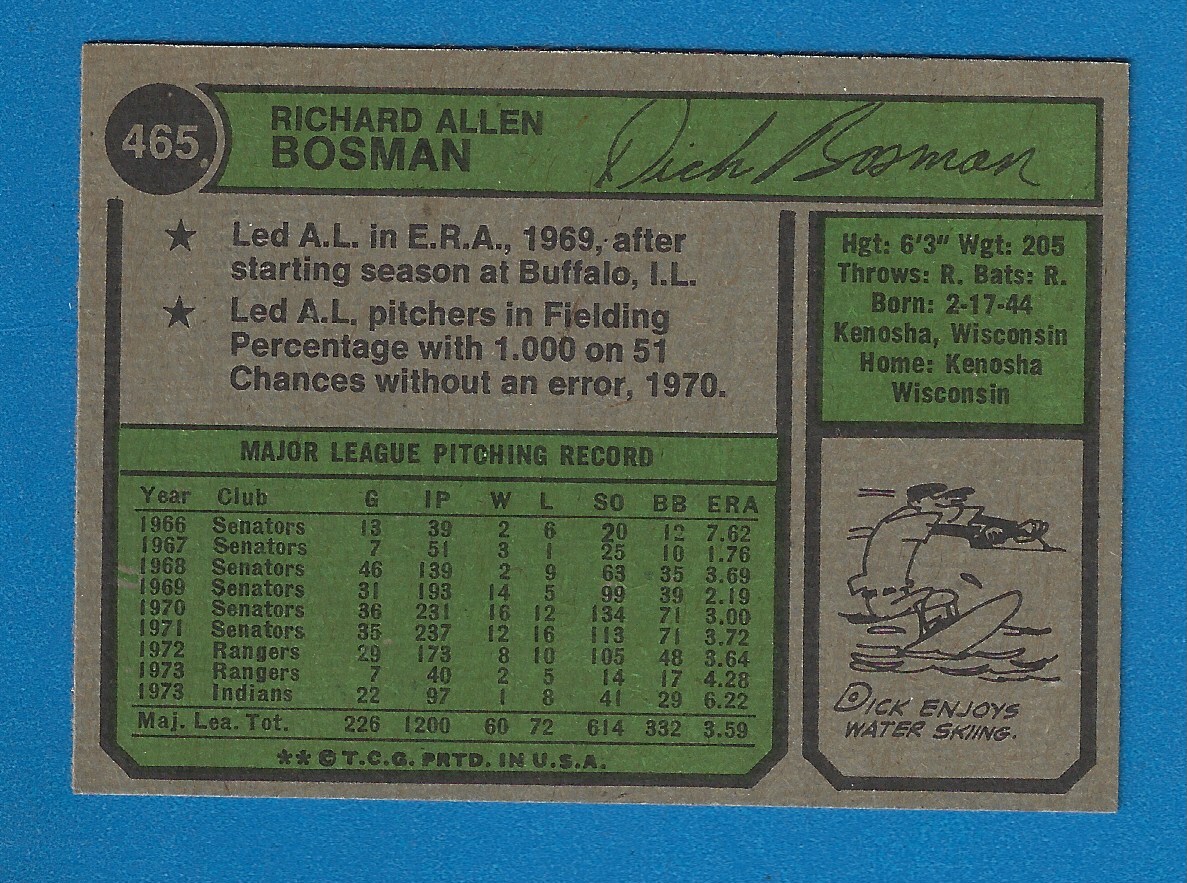 465
RICHARD ALLEN
BOSMAN
Dick Bosman
★ Led A.L. in E.R.A., 1969, after
starting season at Buffalo, I.L.
★ Led A.L. pitchers in Fielding
Percentage with 1.000 on 51
Chances without an error, 1970.
Hgt: 6'3" Wgt: 205
Throws: R. Bats: R.
Born: 2-17-44
Kenosha, Wisconsin
Home: Kenosha
Wisconsin
MAJOR LEAGUE PITCHING RECORD
Year Club G IP W L SO BB ERA
1966 Senators 13 39 2 6 20 12 7.62
1967 Senators 7 51 3 1 25 10 1.76
1968 Senators 46 139 2 9 63 35 3.69
1969 Senators 31 193 14 5 99 39 2.19
1970 Senators 36 231 16 12 134 71 3.00
1971 Senators 35 237 12 16 113 71 3.72
1972 Rangers 29 173 8 10 105 48 3.64
1973 Rangers 7 40 2 5 14 17 4.28
1973 Indians 22 97 1 8 41 29 6.22
Maj. Lea. Tot. 226 1200 60 72 614 332 3.59
** © T.C.G. PRTD. IN U.S.A.
DICK ENJOYS
WATER SKIING.